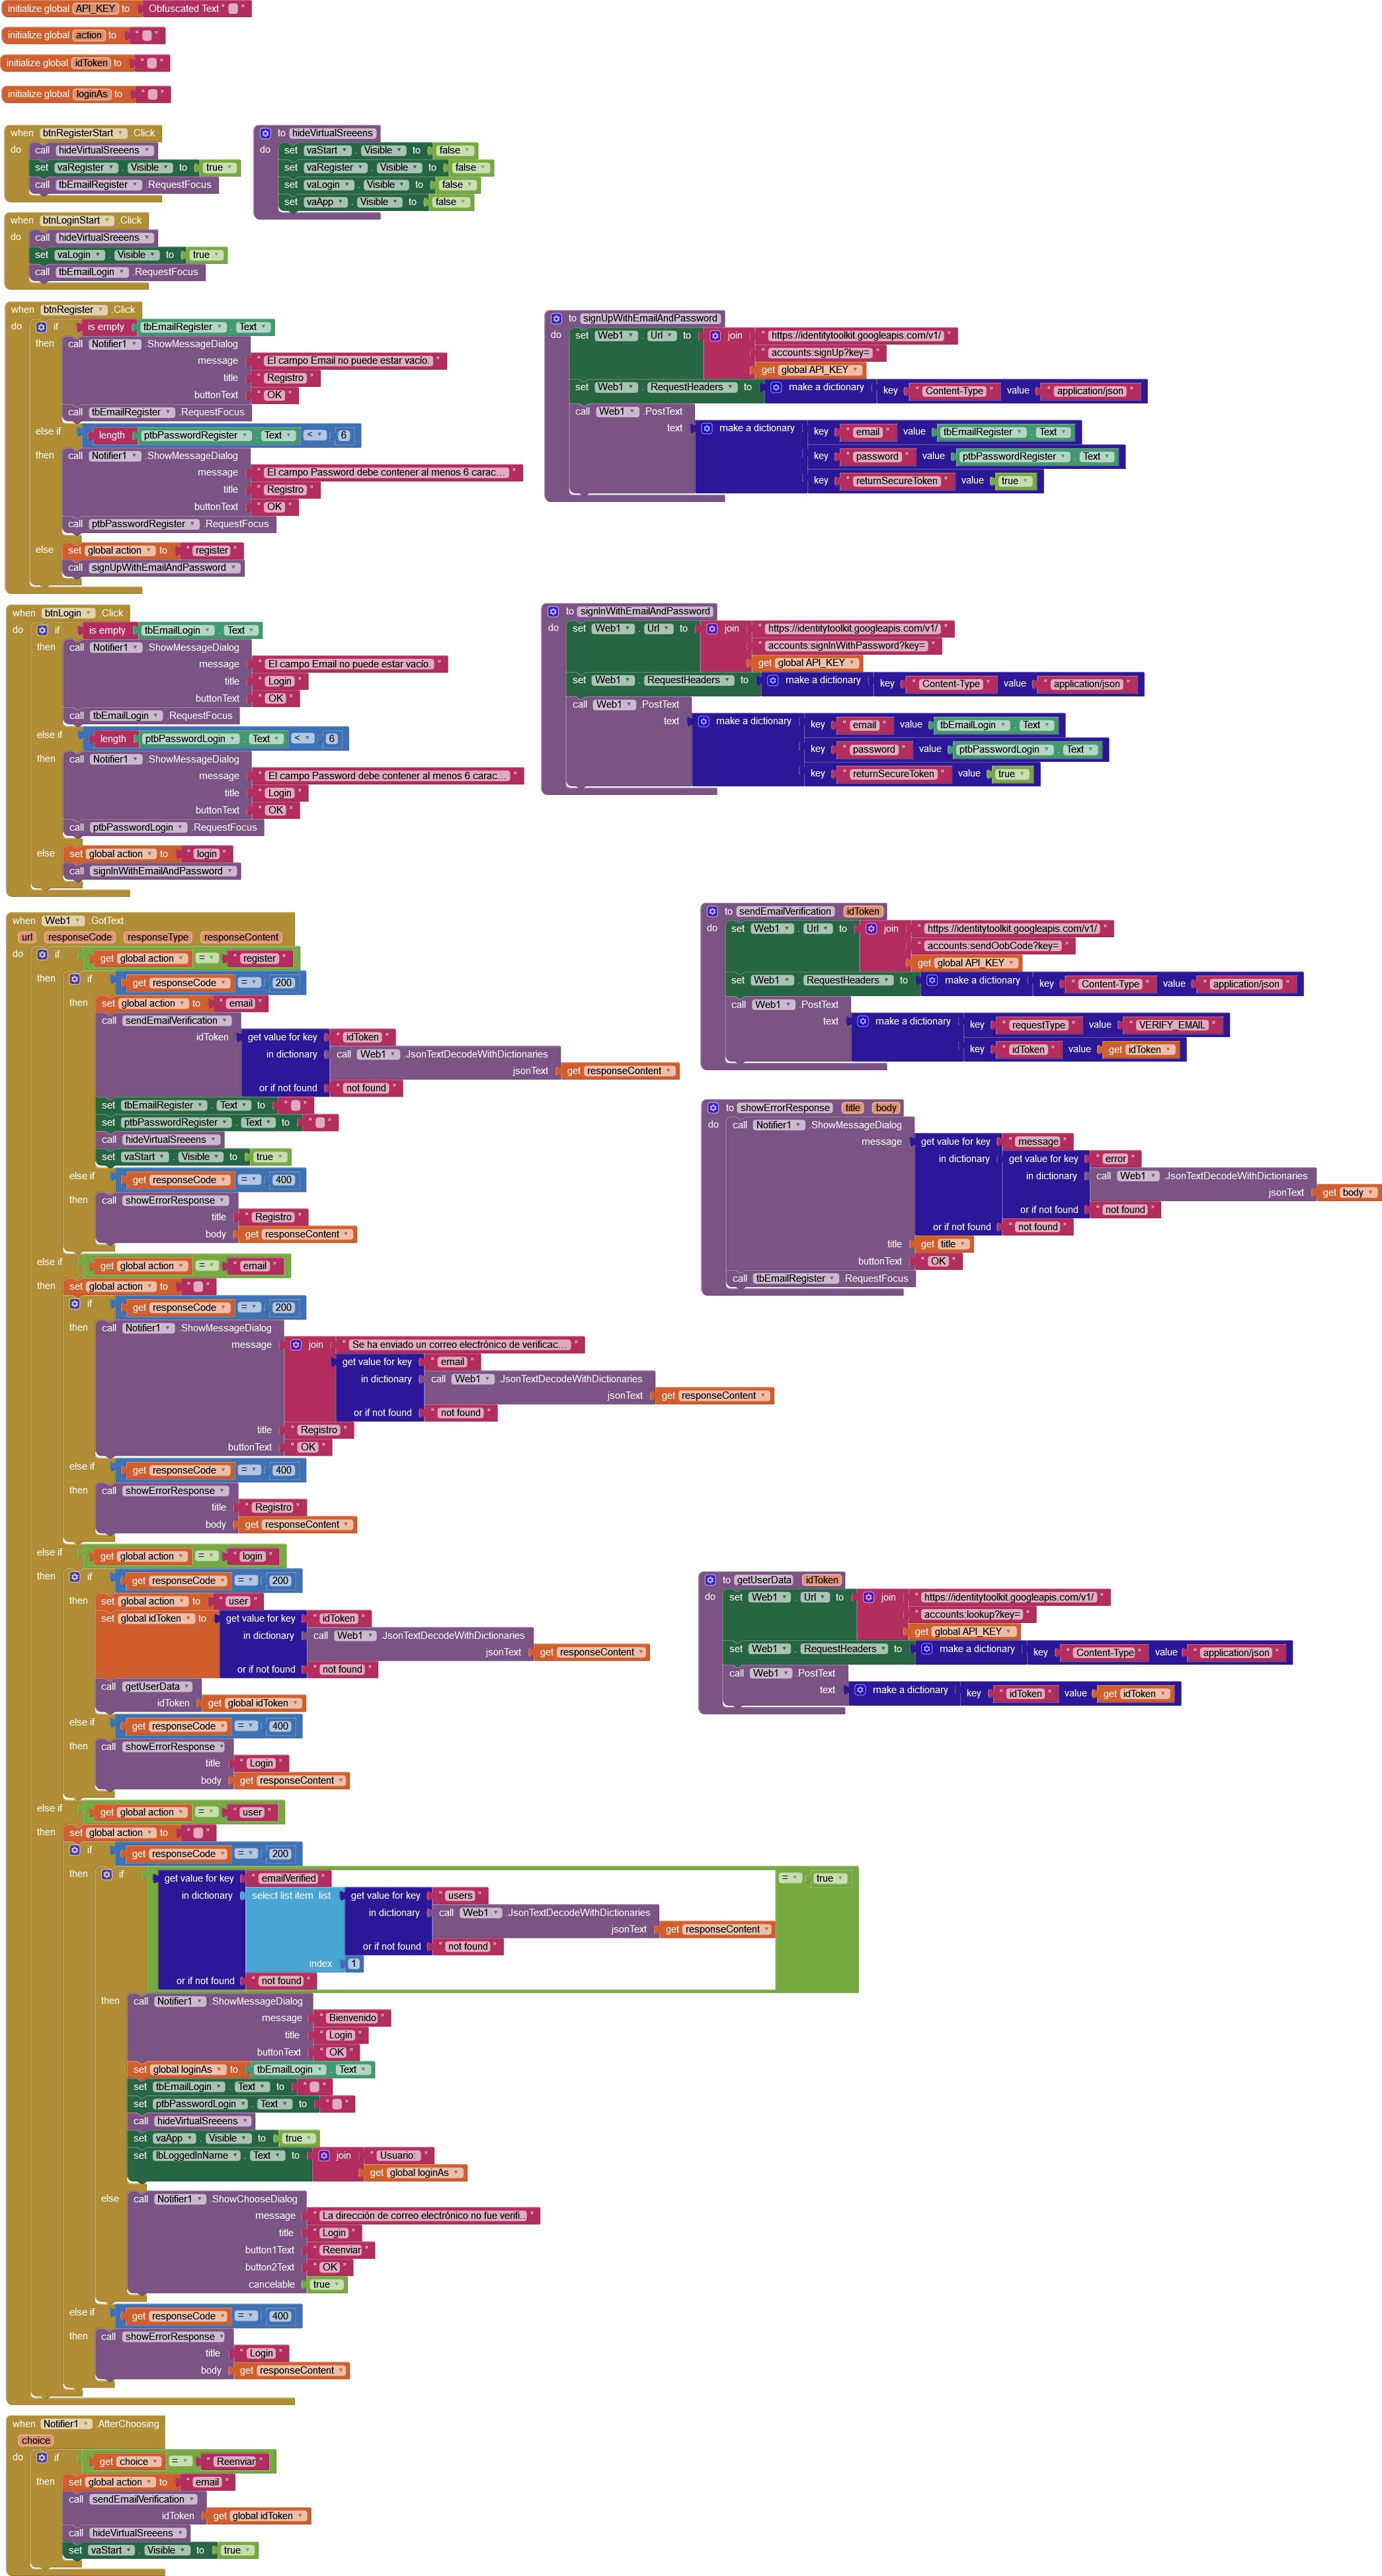 initialize global API_KEY to Obfuscated Text " "
initialize global action to " "
initialize global idToken to " "
initialize global loginAs to " "
when btnRegisterStart .Click
do call hideVirtualSreeens
set vaRegister . Visible to true
call tbEmailRegister .RequestFocus
to hideVirtualSreeens
do set vaStart . Visible to false
set vaRegister . Visible to false
set vaLogin . Visible to false
set vaApp . Visible to false
when btnLoginStart .Click
do call hideVirtualSreeens
set vaLogin . Visible to true
call tbEmailLogin .RequestFocus
when btnRegister .Click
do if is empty tbEmailRegister . Text
then call Notifier1 .ShowMessageDialog
message " El campo Email no puede estar vacío. "
title " Registro "
buttonText " OK "
call tbEmailRegister .RequestFocus
else if length ptbPasswordRegister . Text < 6
then call Notifier1 .ShowMessageDialog
message " El campo Password debe contener al menos 6 carac... "
title " Registro "
buttonText " OK "
call ptbPasswordRegister .RequestFocus
else set global action to " register "
call signUpWithEmailAndPassword
to signUpWithEmailAndPassword
do set Web1 . Url to join " https://identitytoolkit.googleapis.com/v1/ "
" accounts:signUp?key= "
get global API_KEY
set Web1 . RequestHeaders to make a dictionary key " Content-Type " value " application/json "
call Web1 .PostText
text make a dictionary key " email " value tbEmailRegister . Text
key " password " value ptbPasswordRegister . Text
key " returnSecureToken " value true
when btnLogin .Click
do if is empty tbEmailLogin . Text
then call Notifier1 .ShowMessageDialog
message " El campo Email no puede estar vacío. "
title " Login "
buttonText " OK "
call tbEmailLogin .RequestFocus
else if length ptbPasswordLogin . Text < 6
then call Notifier1 .ShowMessageDialog
message " El campo Password debe contener al menos 6 carac... "
title " Login "
buttonText " OK "
call ptbPasswordLogin .RequestFocus
else set global action to " login "
call signInWithEmailAndPassword
to signInWithEmailAndPassword
do set Web1 . Url to join " https://identitytoolkit.googleapis.com/v1/ "
" accounts:signInWithPassword?key= "
get global API_KEY
set Web1 . RequestHeaders to make a dictionary key " Content-Type " value " application/json "
call Web1 .PostText
text make a dictionary key " email " value tbEmailLogin . Text
key " password " value ptbPasswordLogin . Text
key " returnSecureToken " value true
when Web1 .GotText
url responseCode responseType responseContent
do if get global action = " register "
then if get responseCode = 200
then set global action to " email "
call sendEmailVerification
idToken get value for key " idToken "
in dictionary call Web1 .JsonTextDecodeWithDictionaries
jsonText get responseContent
or if not found " not found "
set tbEmailRegister . Text to " "
set ptbPasswordRegister . Text to " "
call hideVirtualSreeens
set vaStart . Visible to true
else if get responseCode = 400
then call showErrorResponse
title " Registro "
body get responseContent
else if get global action = " email "
then set global action to " "
if get responseCode = 200
then call Notifier1 .ShowMessageDialog
message join " Se ha enviado un correo electrónico de verificac... "
get value for key " email "
in dictionary call Web1 .JsonTextDecodeWithDictionaries
jsonText get responseContent
or if not found " not found "
title " Registro "
buttonText " OK "
else if get responseCode = 400
then call showErrorResponse
title " Registro "
body get responseContent
else if get global action = " login "
then if get responseCode = 200
then set global action to " user "
set global idToken to get value for key " idToken "
in dictionary call Web1 .JsonTextDecodeWithDictionaries
jsonText get responseContent
or if not found " not found "
call getUserData
idToken get global idToken
else if get responseCode = 400
then call showErrorResponse
title " Login "
body get responseContent
else if get global action = " user "
then set global action to " "
if get responseCode = 200
then if get value for key " emailVerified " = true
in dictionary select list item list get value for key " users "
in dictionary call Web1 .JsonTextDecodeWithDictionaries
jsonText get responseContent
or if not found " not found "
index 1
or if not found " not found "
then call Notifier1 .ShowMessageDialog
message " Bienvenido "
title " Login "
buttonText " OK "
set global loginAs to tbEmailLogin . Text
set tbEmailLogin . Text to " "
set ptbPasswordLogin . Text to " "
call hideVirtualSreeens
set vaApp . Visible to true
set lbLoggedInName . Text to join " Usuario: "
get global loginAs
else call Notifier1 .ShowChooseDialog
message " La dirección de correo electrónico no fue verifi... "
title " Login "
button1Text " Reenviar "
button2Text " OK "
cancelable true
else if get responseCode = 400
then call showErrorResponse
title " Login "
body get responseContent
to sendEmailVerification idToken
do set Web1 . Url to join " https://identitytoolkit.googleapis.com/v1/ "
" accounts:sendOobCode?key= "
get global API_KEY
set Web1 . RequestHeaders to make a dictionary key " Content-Type " value " application/json "
call Web1 .PostText
text make a dictionary key " requestType " value " VERIFY_EMAIL "
key " idToken " value get idToken
to showErrorResponse title body
do call Notifier1 .ShowMessageDialog
message get value for key " message "
in dictionary get value for key " error "
in dictionary call Web1 .JsonTextDecodeWithDictionaries
jsonText get body
or if not found " not found "
or if not found " not found "
title get title
buttonText " OK "
call tbEmailRegister .RequestFocus
to getUserData idToken
do set Web1 . Url to join " https://identitytoolkit.googleapis.com/v1/ "
" accounts:lookup?key= "
get global API_KEY
set Web1 . RequestHeaders to make a dictionary key " Content-Type " value " application/json "
call Web1 .PostText
text make a dictionary key " idToken " value get idToken
when Notifier1 .AfterChoosing
choice
do if get choice = " Reenviar "
then set global action to " email "
call sendEmailVerification
idToken get global idToken
call hideVirtualSreeens
set vaStart . Visible to true